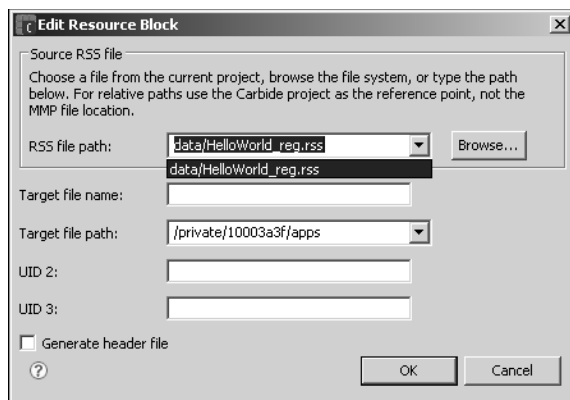 Edit Resource Block
Source RSS file
Choose a file from the current project, browse the file system, or type the path
below. For relative paths use the Carbide project as the reference point, not the
MMP file location.
RSS file path: data/HelloWorld_reg.rss Browse...
data/HelloWorld_reg.rss
Target file name:
Target file path: /private/10003a3f/apps
UID 2:
UID 3:
Generate header file
OK Cancel